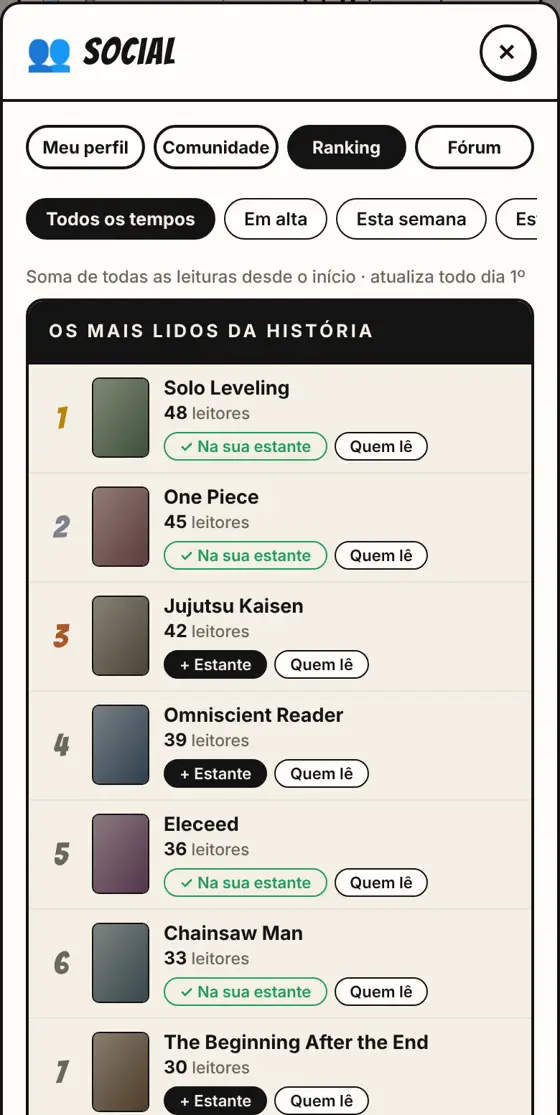 SOCIAL
Meu perfil
Comunidade
Ranking
Fórum
Todos os tempos
Em alta
Esta semana
Soma de todas as leituras desde o início · atualiza todo dia 1º
OS MAIS LIDOS DA HISTÓRIA
1
Solo Leveling
48 leitores
✓ Na sua estante
Quem lê
2
One Piece
45 leitores
✓ Na sua estante
Quem lê
3
Jujutsu Kaisen
42 leitores
+ Estante
Quem lê
4
Omniscient Reader
39 leitores
+ Estante
Quem lê
5
Eleceed
36 leitores
✓ Na sua estante
Quem lê
6
Chainsaw Man
33 leitores
✓ Na sua estante
Quem lê
7
The Beginning After the End
30 leitores
+ Estante
Quem lê